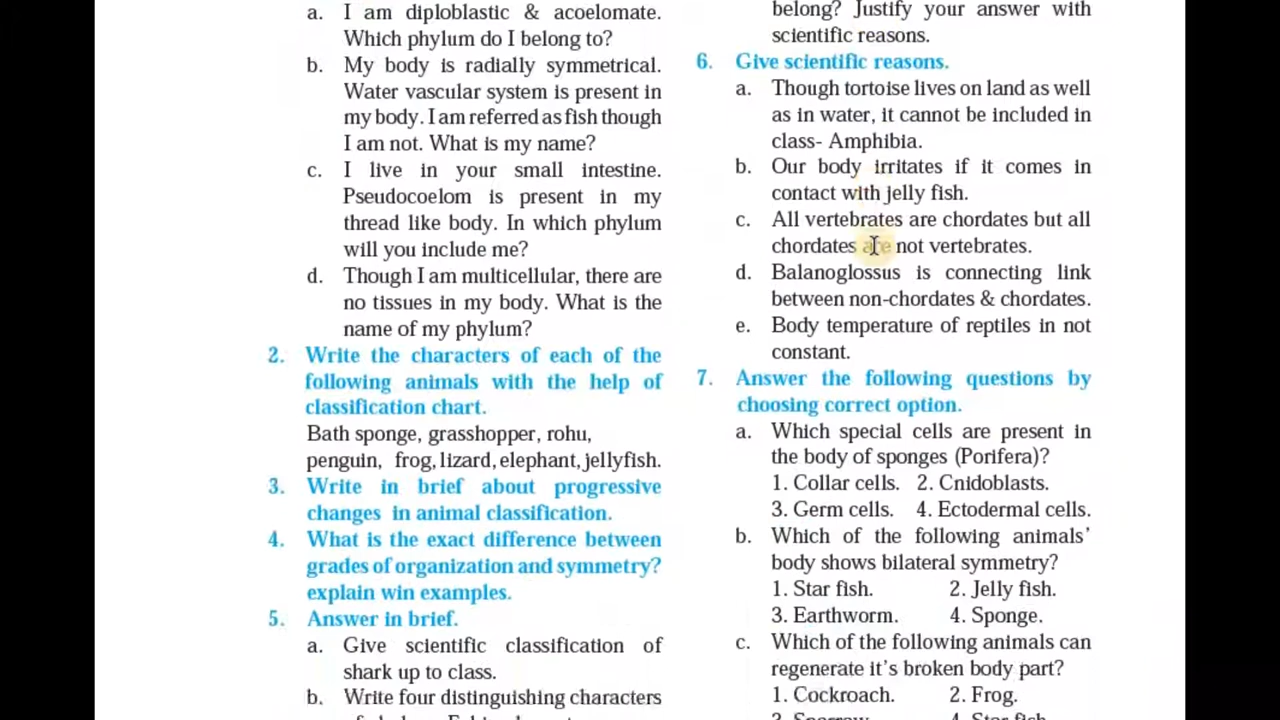 a. I am diploblastic & acoelomate.
Which phylum do I belong to?
b. My body is radially symmetrical.
Water vascular system is present in
my body. I am referred as fish though
I am not. What is my name?
c. I live in your small intestine.
Pseudocoelom is present in my
thread like body. In which phylum
will you include me?
d. Though I am multicellular, there are
no tissues in my body. What is the
name of my phylum?
2. Write the characters of each of the
following animals with the help of
classification chart.
Bath sponge, grasshopper, rohu,
penguin, frog, lizard, elephant, jellyfish.
3. Write in brief about progressive
changes in animal classification.
4. What is the exact difference between
grades of organization and symmetry?
explain win examples.
5. Answer in brief.
a. Give scientific classification of
shark up to class.
b. Write four distinguishing characters
belong? Justify your answer with
scientific reasons.
6. Give scientific reasons.
a. Though tortoise lives on land as well
as in water, it cannot be included in
class- Amphibia.
b. Our body irritates if it comes in
contact with jelly fish.
c. All vertebrates are chordates but all
chordates are not vertebrates.
d. Balanoglossus is connecting link
between non-chordates & chordates.
e. Body temperature of reptiles in not
constant.
7. Answer the following questions by
choosing correct option.
a. Which special cells are present in
the body of sponges (Porifera)?
1. Collar cells. 2. Cnidoblasts.
3. Germ cells. 4. Ectodermal cells.
b. Which of the following animals’
body shows bilateral symmetry?
1. Star fish. 2. Jelly fish.
3. Earthworm. 4. Sponge.
c. Which of the following animals can
regenerate it’s broken body part?
1. Cockroach. 2. Frog.